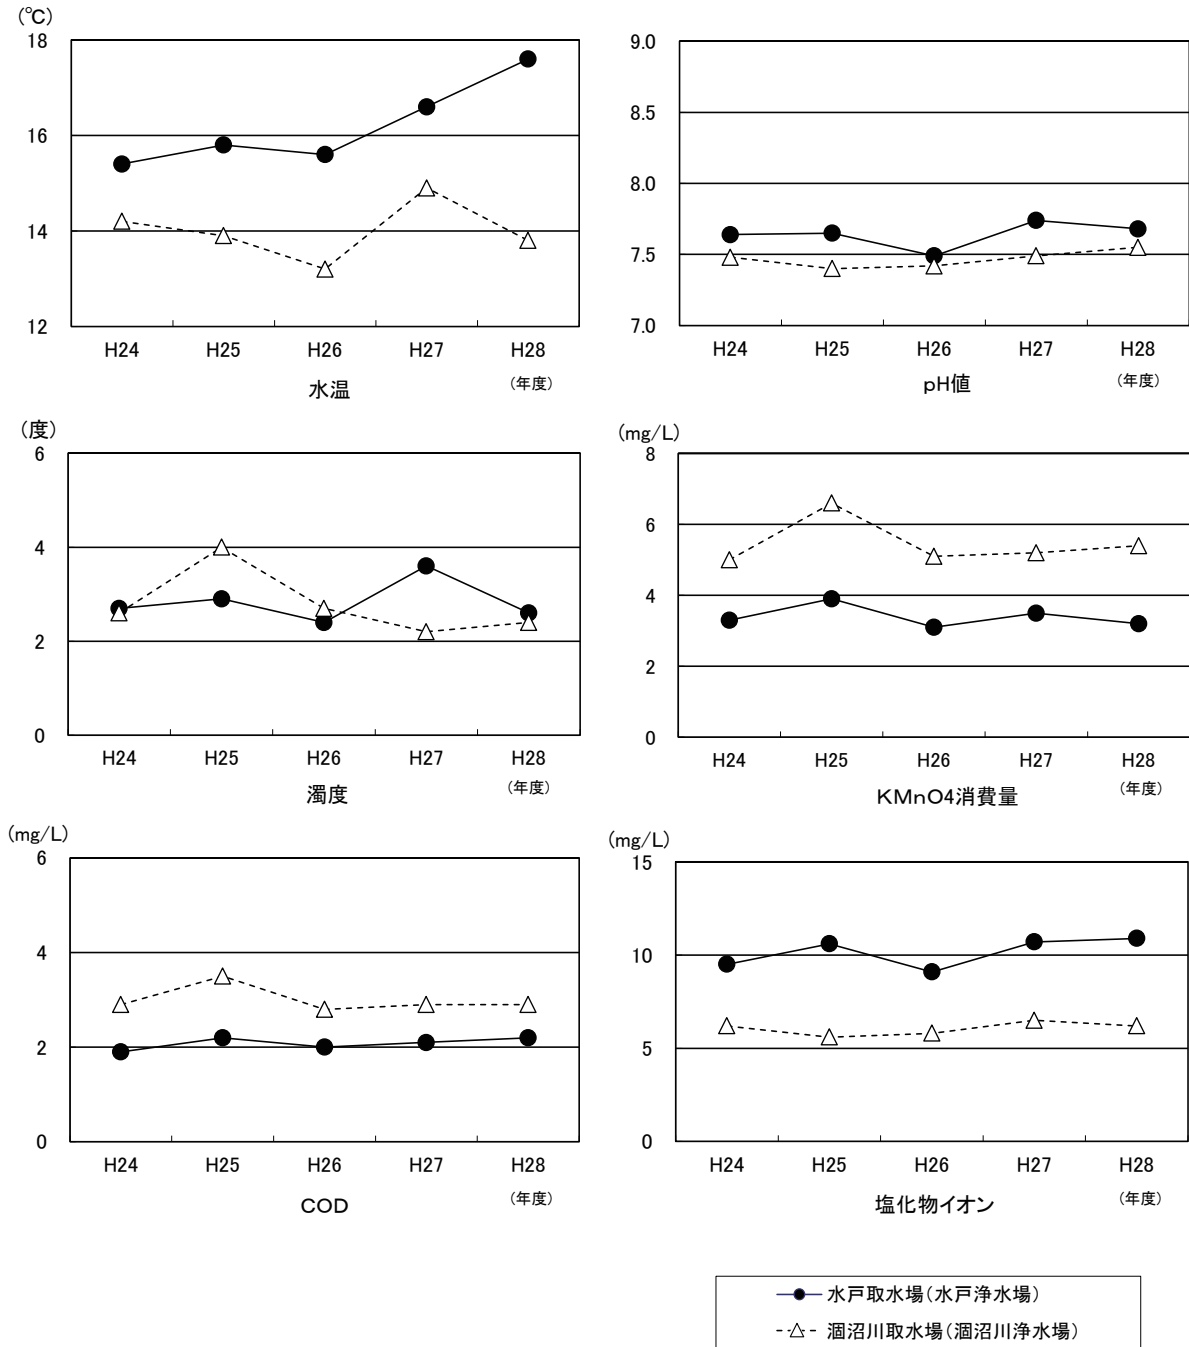 (℃)
18
16
14
12
H24 H25 H26 H27 H28
水温 (年度)
9.0
8.5
8.0
7.5
7.0
H24 H25 H26 H27 H28
pH値 (年度)
(度)
6
4
2
0
H24 H25 H26 H27 H28
濁度 (年度)
(mg/L)
8
6
4
2
0
H24 H25 H26 H27 H28
KMnO4消費量 (年度)
(mg/L)
6
4
2
0
H24 H25 H26 H27 H28
COD (年度)
(mg/L)
15
10
5
0
H24 H25 H26 H27 H28
塩化物イオン (年度)
水戸取水場(水戸浄水場)
涸沼川取水場(涸沼川浄水場)